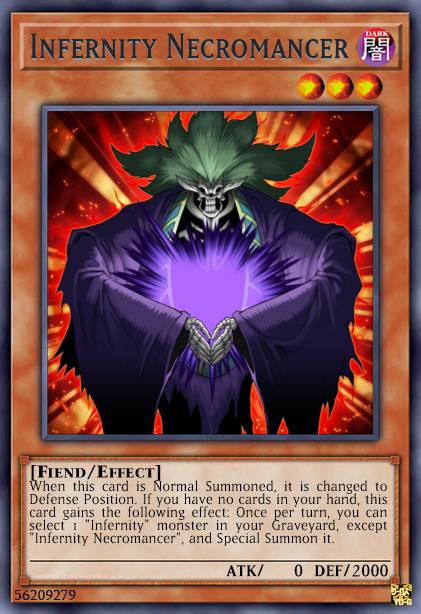 INFERNITY NECROMANCER
DARK
闇
[FIEND/EFFECT]
When this card is Normal Summoned, it is changed to
Defense Position. If you have no cards in your hand, this
card gains the following effect: Once per turn, you can
select 1 "Infernity" monster in your Graveyard, except
"Infernity Necromancer", and Special Summon it.
ATK/ 0 DEF/2000
56209279